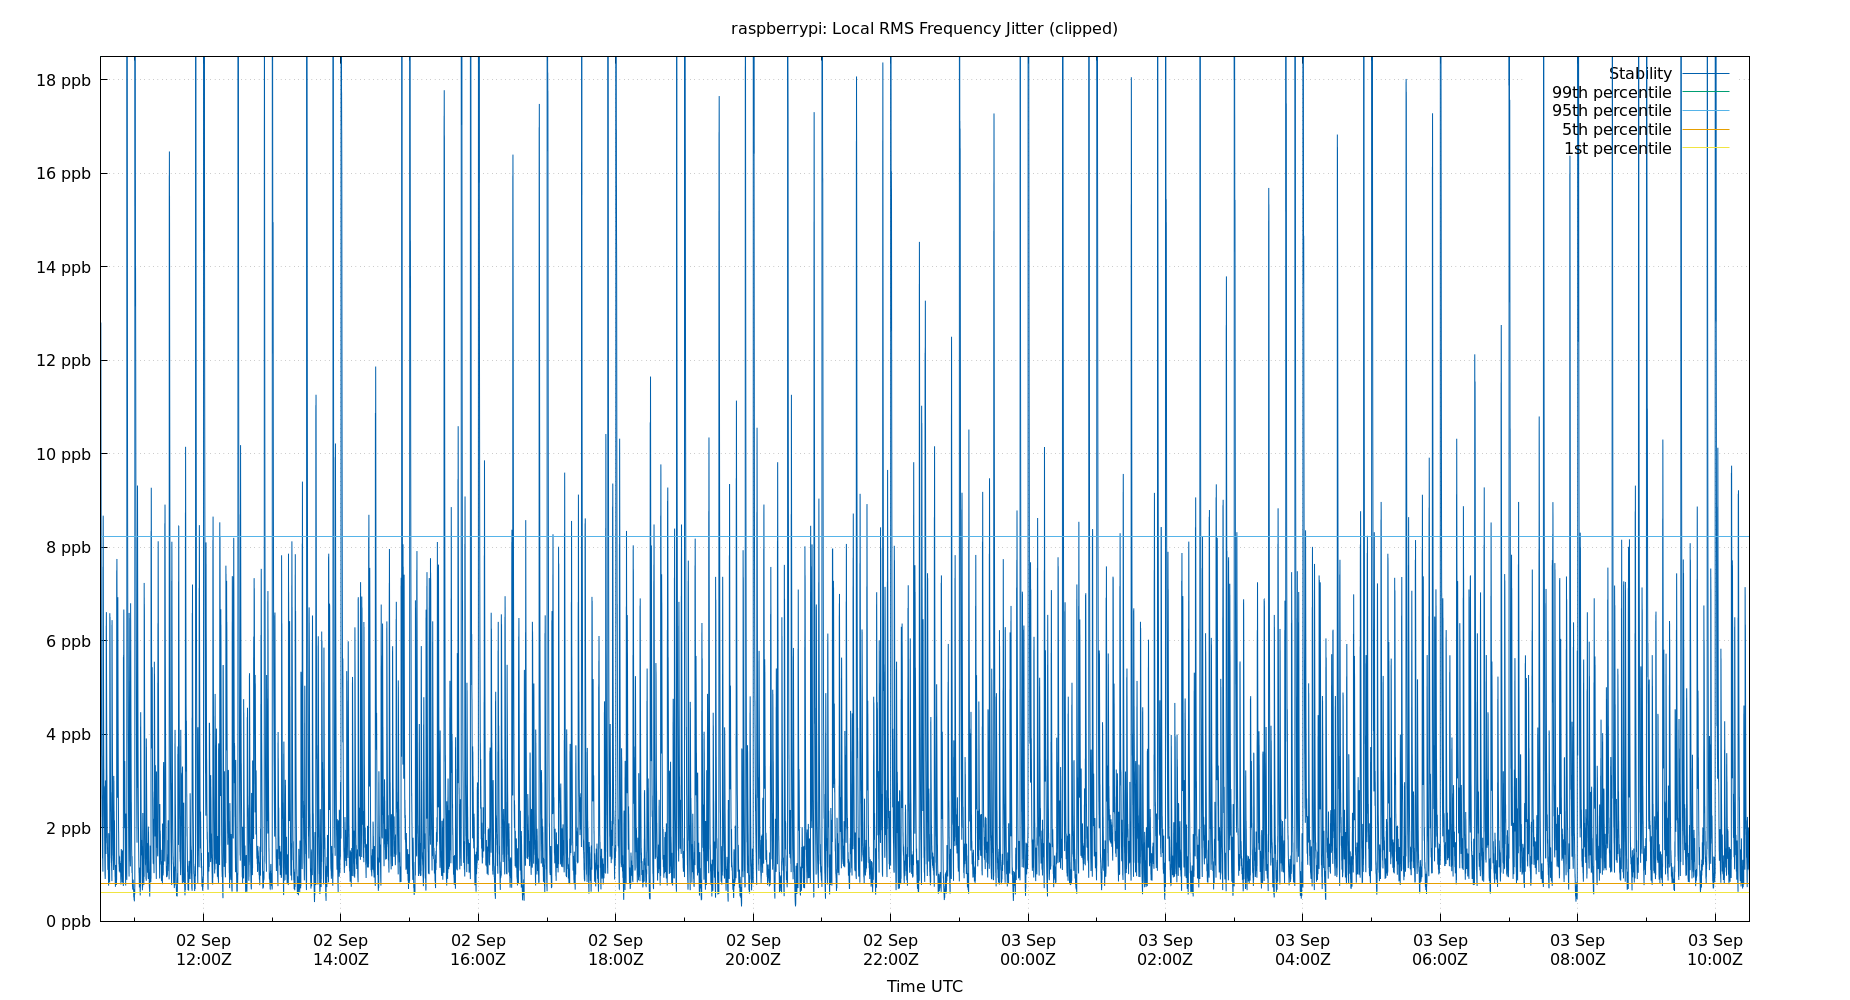 raspberrypi: Local RMS Frequency Jitter (clipped)
18 ppb
16 ppb
14 ppb
12 ppb
10 ppb
8 ppb
6 ppb
4 ppb
2 ppb
0 ppb
Stability
99th percentile
95th percentile
5th percentile
1st percentile
02 Sep 02 Sep 02 Sep 02 Sep 02 Sep 02 Sep 03 Sep 03 Sep 03 Sep 03 Sep 03 Sep 03 Sep
12:00Z 14:00Z 16:00Z 18:00Z 20:00Z 22:00Z 00:00Z 02:00Z 04:00Z 06:00Z 08:00Z 10:00Z
Time UTC